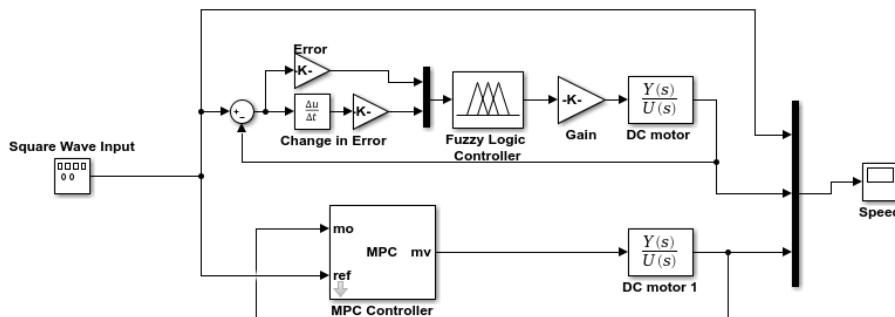 Error
-K-
+
-
Δu
Δt
-K-
Change in Error
Fuzzy Logic
Controller
-K-
Gain
Y(s)
U(s)
DC motor
Square Wave Input
Speed
mo
MPC
mv
ref
MPC Controller
Y(s)
U(s)
DC motor 1